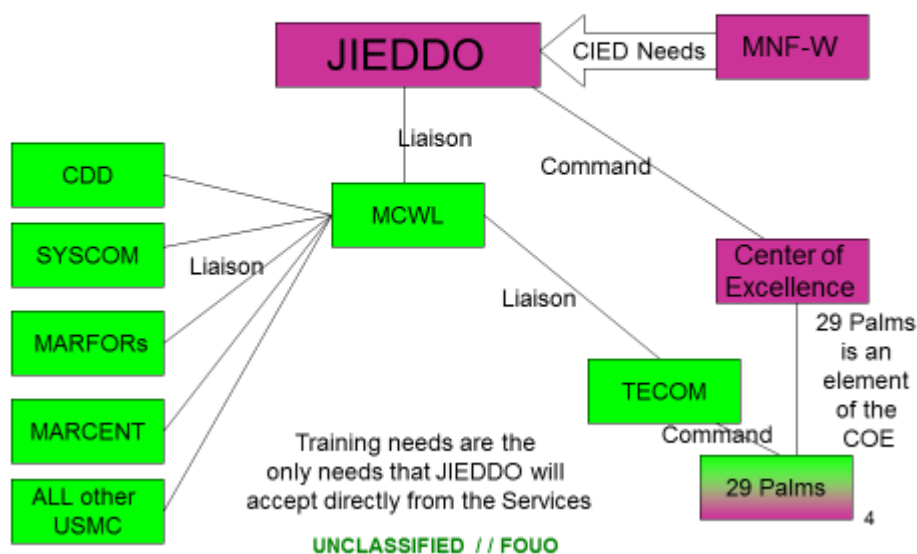 JIEDDO
CIED Needs
MNF-W
Liaison
Command
CDD
MCWL
SYSCOM
Liaison
Center of
Excellence
Liaison
MARFORs
29 Palms
is an
element
of the
COE
TECOM
MARCENT
Command
Training needs are the
only needs that JIEDDO will
accept directly from the Services
29 Palms
ALL other
USMC
4
UNCLASSIFIED // FOUO